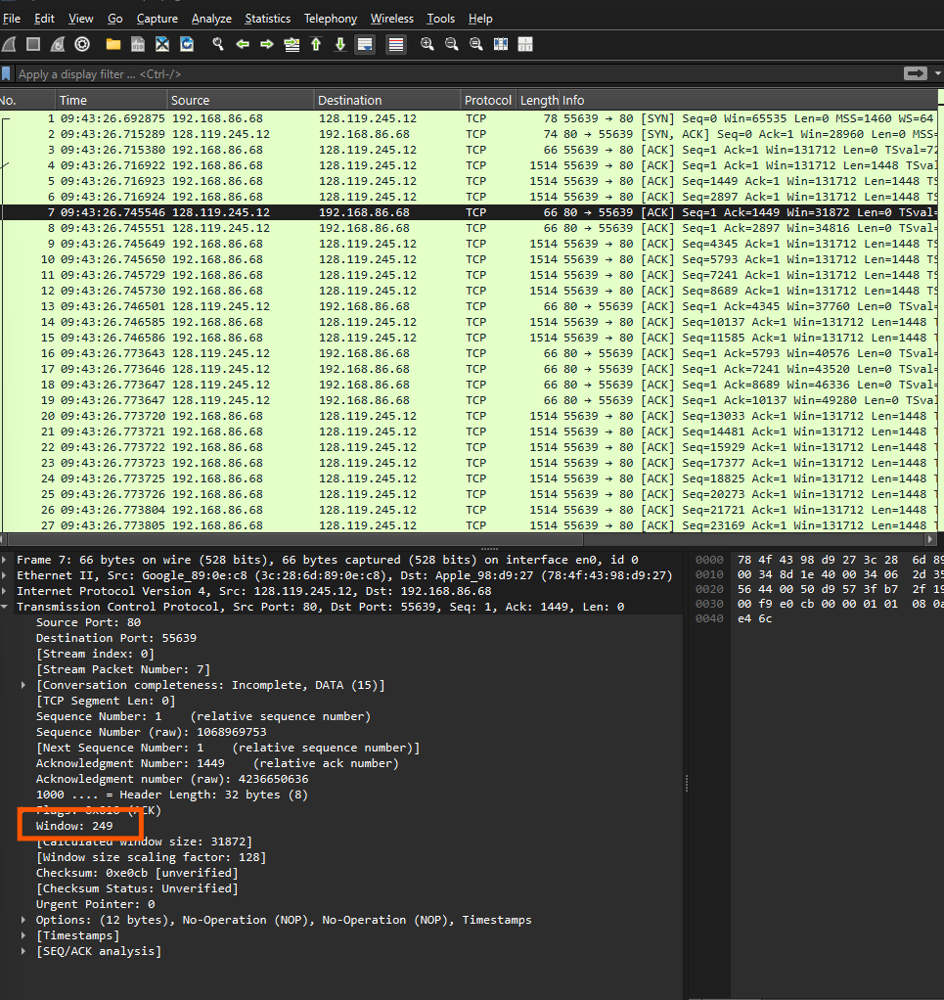 File Edit View Go Capture Analyze Statistics Telephony Wireless Tools Help
Apply a display filter ... <Ctrl-/>
No. Time Source Destination Protocol Length Info
1 09:43:26.692875 192.168.86.68 128.119.245.12 TCP 78 55639 → 80 [SYN] Seq=0 Win=65535 Len=0 MSS=1460 WS=64
2 09:43:26.715289 128.119.245.12 192.168.86.68 TCP 74 80 → 55639 [SYN, ACK] Seq=0 Ack=1 Win=28960 Len=0 MSS=
3 09:43:26.715380 192.168.86.68 128.119.245.12 TCP 66 55639 → 80 [ACK] Seq=1 Ack=1 Win=131712 Len=0 TSval=72
4 09:43:26.716922 192.168.86.68 128.119.245.12 TCP 1514 55639 → 80 [ACK] Seq=1 Ack=1 Win=131712 Len=1448 TSval
5 09:43:26.716923 192.168.86.68 128.119.245.12 TCP 1514 55639 → 80 [ACK] Seq=1449 Ack=1 Win=131712 Len=1448 TS
6 09:43:26.716924 192.168.86.68 128.119.245.12 TCP 1514 55639 → 80 [ACK] Seq=2897 Ack=1 Win=131712 Len=1448 TS
7 09:43:26.745546 128.119.245.12 192.168.86.68 TCP 66 80 → 55639 [ACK] Seq=1 Ack=1449 Win=31872 Len=0 TSval=
8 09:43:26.745551 128.119.245.12 192.168.86.68 TCP 66 80 → 55639 [ACK] Seq=1 Ack=2897 Win=34816 Len=0 TSval=
9 09:43:26.745649 192.168.86.68 128.119.245.12 TCP 1514 55639 → 80 [ACK] Seq=4345 Ack=1 Win=131712 Len=1448 TS
10 09:43:26.745650 192.168.86.68 128.119.245.12 TCP 1514 55639 → 80 [ACK] Seq=5793 Ack=1 Win=131712 Len=1448 TS
11 09:43:26.745729 192.168.86.68 128.119.245.12 TCP 1514 55639 → 80 [ACK] Seq=7241 Ack=1 Win=131712 Len=1448 TS
12 09:43:26.745730 192.168.86.68 128.119.245.12 TCP 1514 55639 → 80 [ACK] Seq=8689 Ack=1 Win=131712 Len=1448 TS
13 09:43:26.746501 128.119.245.12 192.168.86.68 TCP 66 80 → 55639 [ACK] Seq=1 Ack=4345 Win=37760 Len=0 TSval=
14 09:43:26.746585 192.168.86.68 128.119.245.12 TCP 1514 55639 → 80 [ACK] Seq=10137 Ack=1 Win=131712 Len=1448 T
15 09:43:26.746586 192.168.86.68 128.119.245.12 TCP 1514 55639 → 80 [ACK] Seq=11585 Ack=1 Win=131712 Len=1448 T
16 09:43:26.773643 128.119.245.12 192.168.86.68 TCP 66 80 → 55639 [ACK] Seq=1 Ack=5793 Win=40576 Len=0 TSval=
17 09:43:26.773646 128.119.245.12 192.168.86.68 TCP 66 80 → 55639 [ACK] Seq=1 Ack=7241 Win=43520 Len=0 TSval=
18 09:43:26.773647 128.119.245.12 192.168.86.68 TCP 66 80 → 55639 [ACK] Seq=1 Ack=8689 Win=46336 Len=0 TSval=
19 09:43:26.773647 128.119.245.12 192.168.86.68 TCP 66 80 → 55639 [ACK] Seq=1 Ack=10137 Win=49280 Len=0 TSval
20 09:43:26.773720 192.168.86.68 128.119.245.12 TCP 1514 55639 → 80 [ACK] Seq=13033 Ack=1 Win=131712 Len=1448 T
21 09:43:26.773721 192.168.86.68 128.119.245.12 TCP 1514 55639 → 80 [ACK] Seq=14481 Ack=1 Win=131712 Len=1448 T
22 09:43:26.773722 192.168.86.68 128.119.245.12 TCP 1514 55639 → 80 [ACK] Seq=15929 Ack=1 Win=131712 Len=1448 T
23 09:43:26.773723 192.168.86.68 128.119.245.12 TCP 1514 55639 → 80 [ACK] Seq=17377 Ack=1 Win=131712 Len=1448 T
24 09:43:26.773725 192.168.86.68 128.119.245.12 TCP 1514 55639 → 80 [ACK] Seq=18825 Ack=1 Win=131712 Len=1448 T
25 09:43:26.773726 192.168.86.68 128.119.245.12 TCP 1514 55639 → 80 [ACK] Seq=20273 Ack=1 Win=131712 Len=1448 T
26 09:43:26.773804 192.168.86.68 128.119.245.12 TCP 1514 55639 → 80 [ACK] Seq=21721 Ack=1 Win=131712 Len=1448 T
27 09:43:26.773805 192.168.86.68 128.119.245.12 TCP 1514 55639 → 80 [ACK] Seq=23169 Ack=1 Win=131712 Len=1448 T
Frame 7: 66 bytes on wire (528 bits), 66 bytes captured (528 bits) on interface en0, id 0
Ethernet II, Src: Google_89:0e:c8 (3c:28:6d:89:0e:c8), Dst: Apple_98:d9:27 (78:4f:43:98:d9:27)
Internet Protocol Version 4, Src: 128.119.245.12, Dst: 192.168.86.68
Transmission Control Protocol, Src Port: 80, Dst Port: 55639, Seq: 1, Ack: 1449, Len: 0
Source Port: 80
Destination Port: 55639
[Stream index: 0]
[Stream Packet Number: 7]
[Conversation completeness: Incomplete, DATA (15)]
[TCP Segment Len: 0]
Sequence Number: 1 (relative sequence number)
Sequence Number (raw): 1068969753
[Next Sequence Number: 1 (relative sequence number)]
Acknowledgment Number: 1449 (relative ack number)
Acknowledgment number (raw): 4236650636
1000 .... = Header Length: 32 bytes (8)
Flags: 0x010 (ACK)
Window: 249
[Calculated window size: 31872]
[Window size scaling factor: 128]
Checksum: 0xe0cb [unverified]
[Checksum Status: Unverified]
Urgent Pointer: 0
Options: (12 bytes), No-Operation (NOP), No-Operation (NOP), Timestamps
[Timestamps]
[SEQ/ACK analysis]
0000 78 4f 43 98 d9 27 3c 28 6d 89
0010 00 34 8d 1e 40 00 34 06 2d 35
0020 56 44 00 50 d9 57 3f b7 2f 19
0030 00 f9 e0 cb 00 00 01 01 08 0a
0040 e4 6c